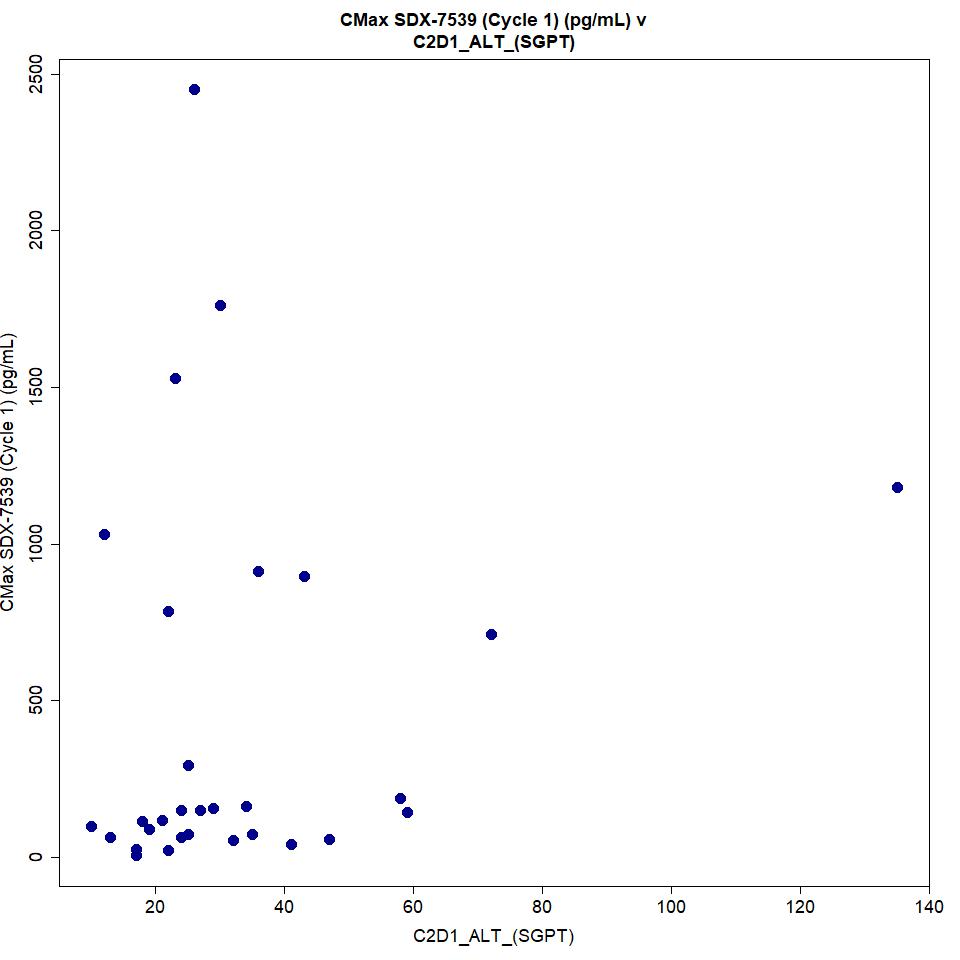 CMax SDX-7539 (Cycle 1) (pg/mL) v
C2D1_ALT_(SGPT)
2500
2000
1500
1000
500
0
CMax SDX-7539 (Cycle 1) (pg/mL)
20 40 60 80 100 120 140
C2D1_ALT_(SGPT)